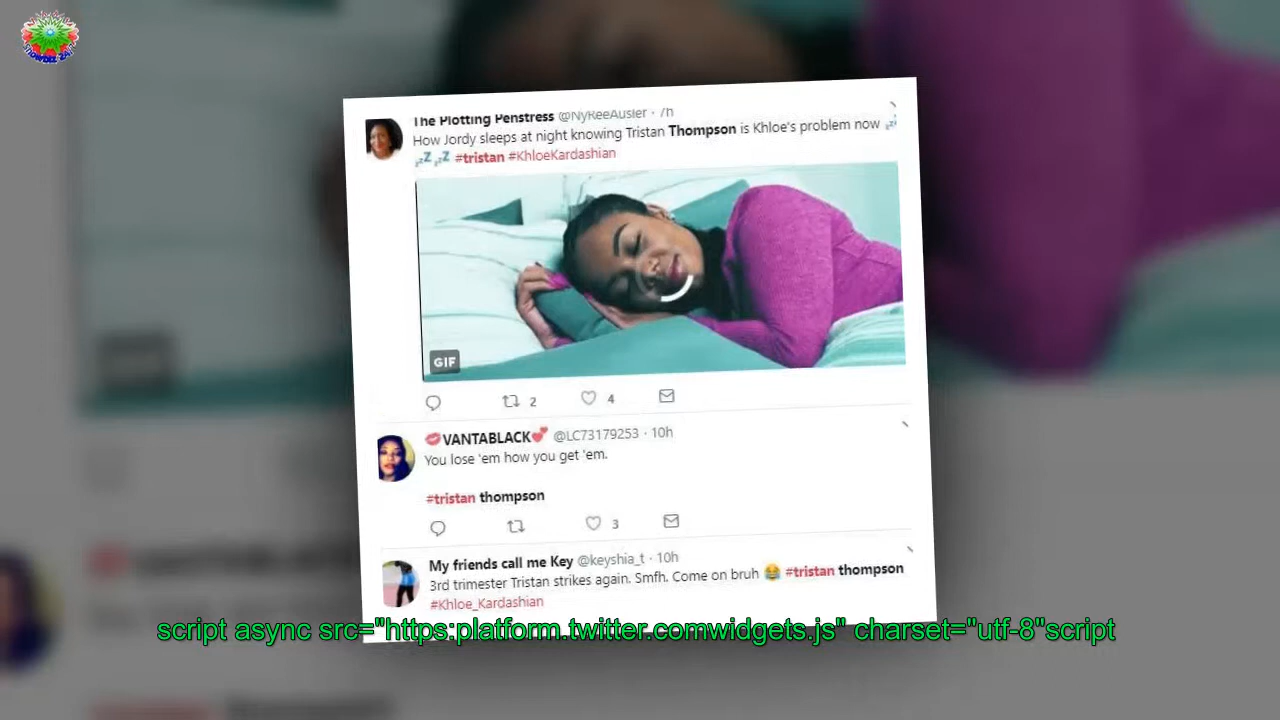 The Plotting Penstress @NyReeAusler · 7h
How Jordy sleeps at night knowing Tristan Thompson is Khloe's problem now 💤
💤💤 #tristan #KhloeKardashian
GIF
2 4
💋VANTABLACK💕 @LC73179253 · 10h
You lose 'em how you get 'em.
#tristan thompson
3
My friends call me Key @keyshia_t · 10h
3rd trimester Tristan strikes again. Smfh. Come on bruh 😂 #tristan thompson
#Khloe_Kardashian
script async src="https:platform.twitter.comwidgets.js" charset="utf-8"script